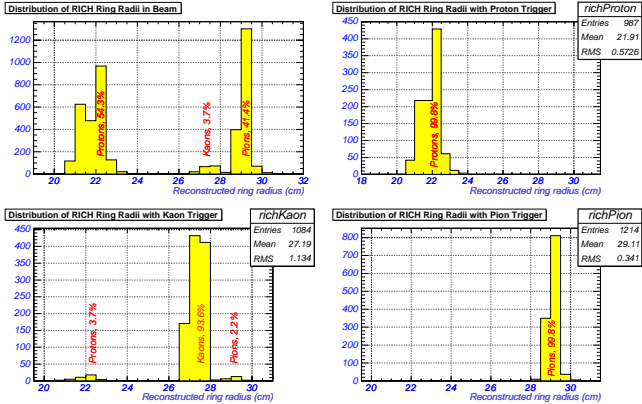 Distribution of RICH Ring Radii in Beam
1200
1000
800
600
400
200
0
Protons, 54.3%
Kaons, 3.7%
Pions, 41.4%
20 22 24 26 28 30 32
Reconstructed ring radius (cm)
Distribution of RICH Ring Radii with Proton Trigger
richProton
Entries 987
Mean 21.91
RMS 0.5726
450
400
350
300
250
200
150
100
50
0
Protons, 99.8%
18 20 22 24 26 28 30
Reconstructed ring radius (cm)
Distribution of RICH Ring Radii with Kaon Trigger
richKaon
Entries 1084
Mean 27.19
RMS 1.134
450
400
350
300
250
200
150
100
50
0
Protons, 3.7%
Kaons, 93.6%
Pions, 2.2%
20 22 24 26 28 30
Reconstructed ring radius (cm)
Distribution of RICH Ring Radii with Pion Trigger
richPion
Entries 1214
Mean 29.11
RMS 0.341
800
700
600
500
400
300
200
100
0
Pions, 99.8%
20 22 24 26 28 30
Reconstructed ring radius (cm)